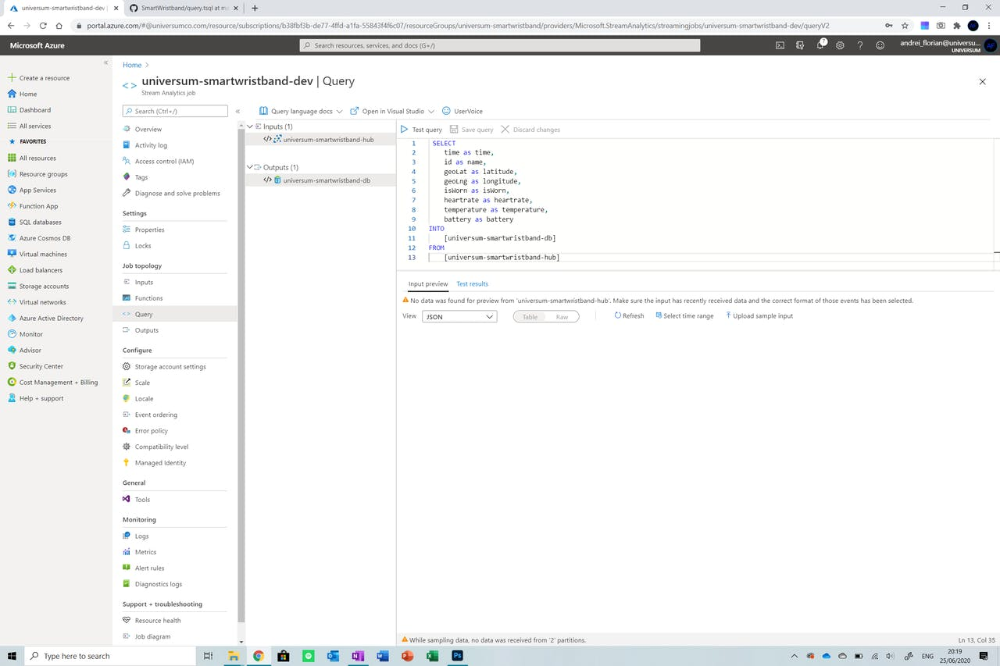 universum-smartwristband-dev |
SmartWristband/query.tsql at m
portal.azure.com/#@universumco.com/resource/subscriptions/b38fbf3b-de77-4ffd-a1fa-55843f4f6c07/resourceGroups/universum-smartwristband/providers/Microsoft.StreamAnalytics/streamingjobs/universum-smartwristband-dev/queryV2
Microsoft Azure
Search resources, services, and docs (G+/)
7
andrei_florian@universu...
UNIVERSUM
AF
Create a resource
Home
Dashboard
All services
FAVORITES
All resources
Resource groups
App Services
Function App
SQL databases
Azure Cosmos DB
Virtual machines
Load balancers
Storage accounts
Virtual networks
Azure Active Directory
Monitor
Advisor
Security Center
Cost Management + Billing
Help + support
Home
universum-smartwristband-dev | Query
Stream Analytics job
Search (Ctrl+/)
Overview
Activity log
Access control (IAM)
Tags
Diagnose and solve problems
Settings
Properties
Locks
Job topology
Inputs
Functions
Query
Outputs
Configure
Storage account settings
Scale
Locale
Event ordering
Error policy
Compatibility level
Managed Identity
General
Tools
Monitoring
Logs
Metrics
Alert rules
Diagnostics logs
Support + troubleshooting
Resource health
Job diagram
Query language docs
Open in Visual Studio
UserVoice
Inputs (1)
universum-smartwristband-hub
Outputs (1)
universum-smartwristband-db
Test query
Save query
Discard changes
1 SELECT
2 time as time,
3 id as name,
4 geoLat as latitude,
5 geoLng as longitude,
6 isWorn as isWorn,
7 heartrate as heartrate,
8 temperature as temperature,
9 battery as battery
10 INTO
11 [universum-smartwristband-db]
12 FROM
13 [universum-smartwristband-hub]
Input preview
Test results
No data was found for preview from 'universum-smartwristband-hub'. Make sure the input has recently received data and the correct format of those events has been selected.
View
JSON
Table
Raw
Refresh
Select time range
Upload sample input
While sampling data, no data was received from '2' partitions.
Ln 13, Col 35
Type here to search
ENG
20:19
25/06/2020